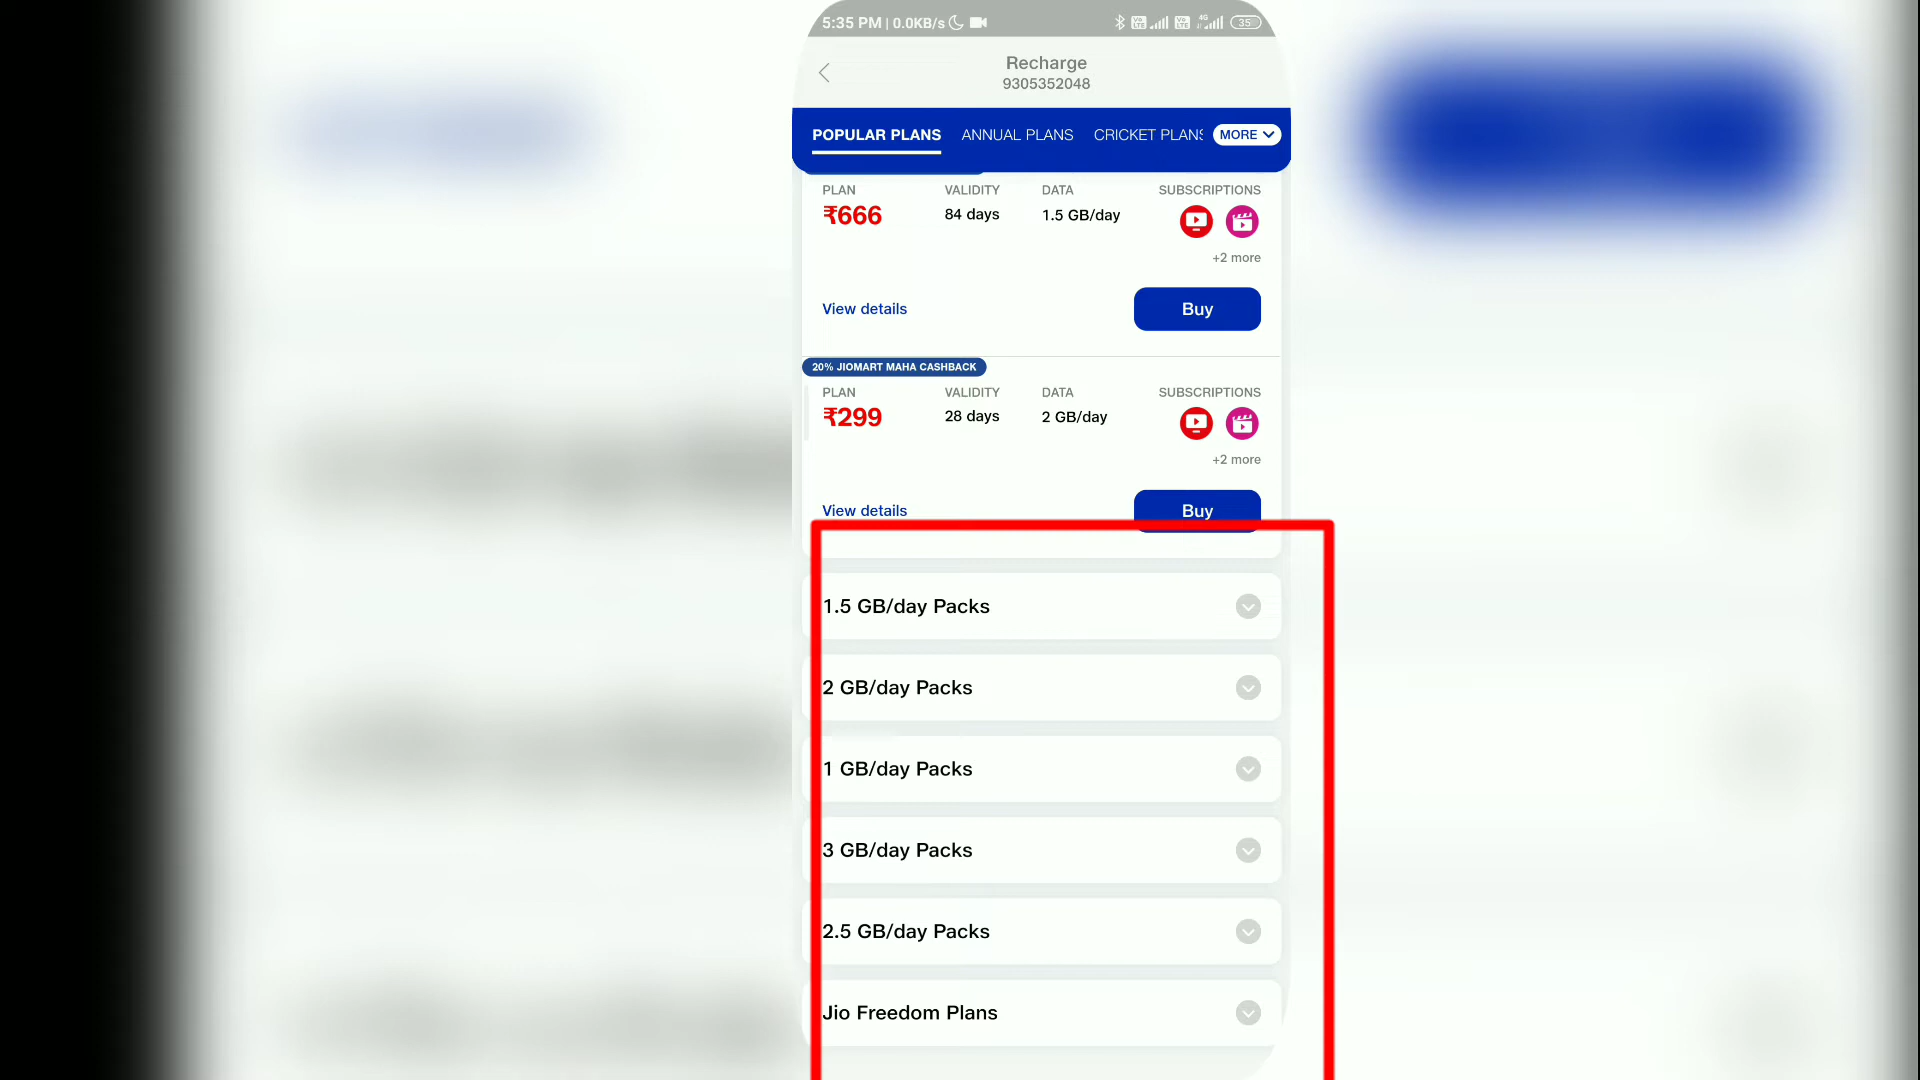 5:35 PM | 0.0KB/s 35
Recharge
9305352048
POPULAR PLANS ANNUAL PLANS CRICKET PLANS MORE
PLAN VALIDITY DATA SUBSCRIPTIONS
₹666 84 days 1.5 GB/day
+2 more
View details Buy
20% JIOMART MAHA CASHBACK
PLAN VALIDITY DATA SUBSCRIPTIONS
₹299 28 days 2 GB/day
+2 more
View details Buy
1.5 GB/day Packs
2 GB/day Packs
1 GB/day Packs
3 GB/day Packs
2.5 GB/day Packs
Jio Freedom Plans